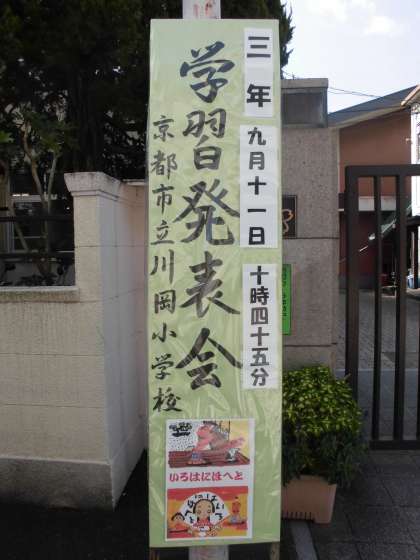 三年
九月十一日
十時四十五分
学習発表会
京都市立川岡小学校
いろはにほへと